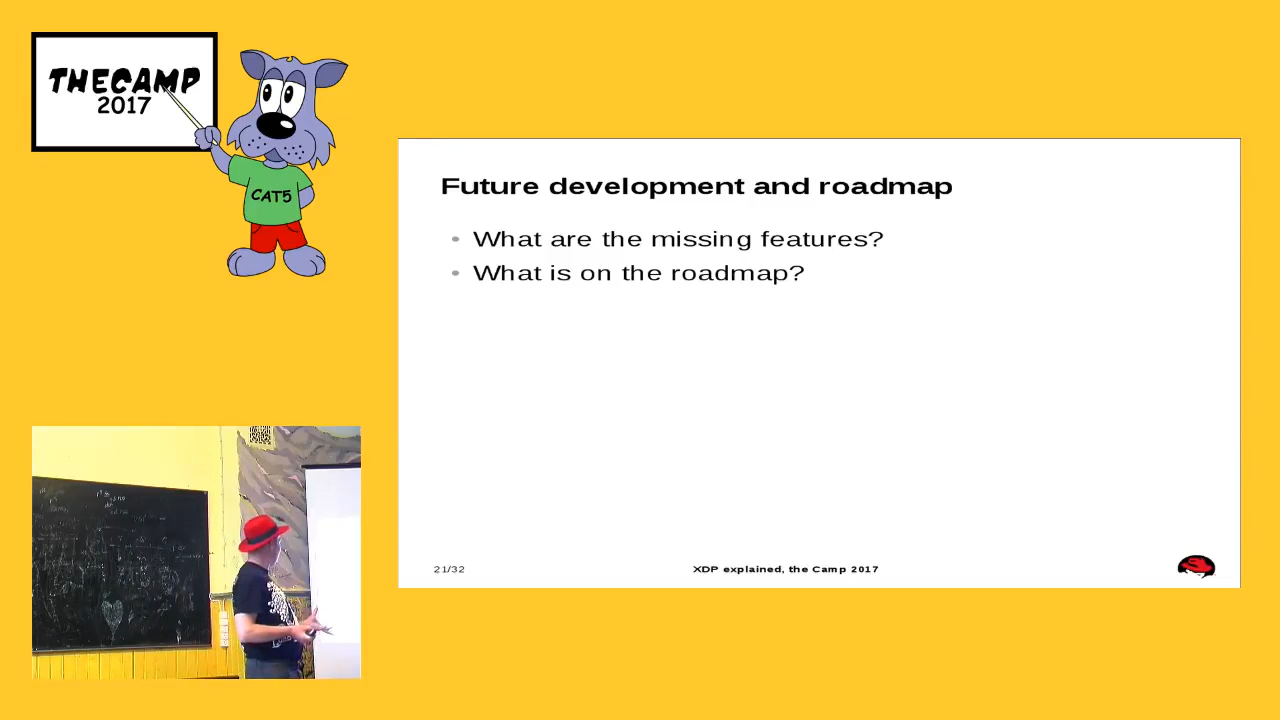 THECAMP
2017
CAT5
Future development and roadmap
• What are the missing features?
• What is on the roadmap?
21/32
XDP explained, the Camp 2017